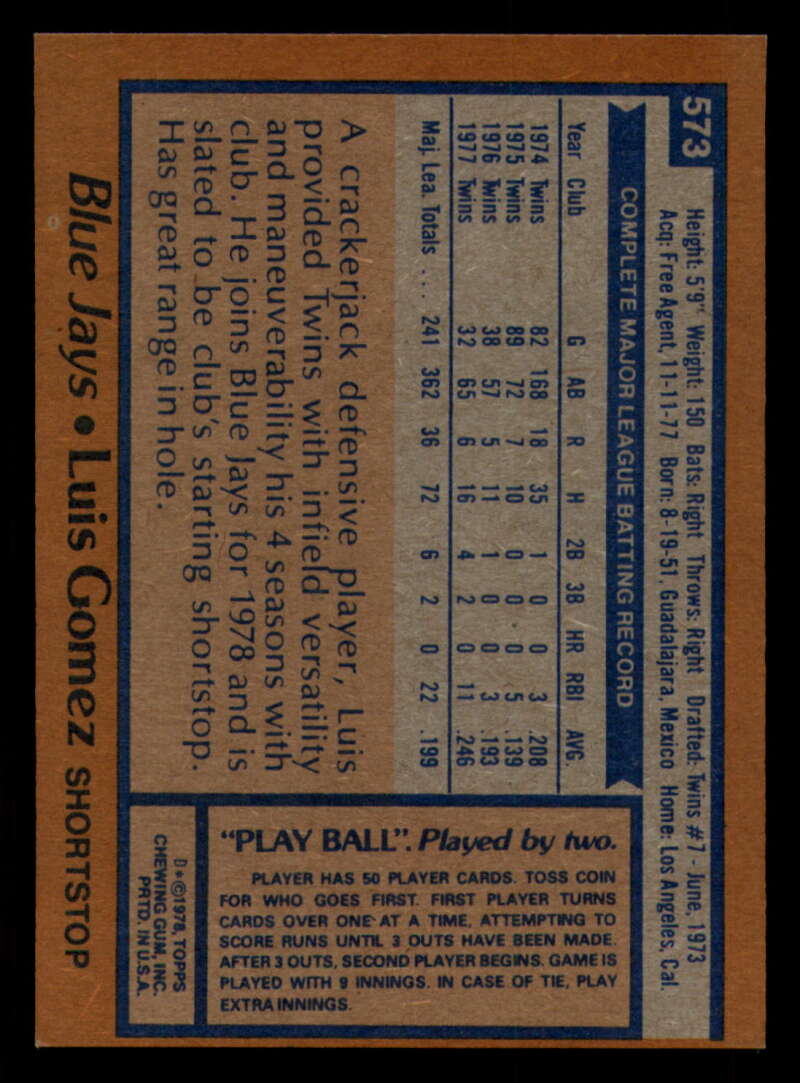 573
Height: 5'9" Weight: 150 Bats: Right Throws: Right Drafted: Twins #7 - June, 1973
Acq: Free Agent, 11-11-77 Born: 8-19-51, Guadalajara, Mexico Home: Los Angeles, Cal.
COMPLETE MAJOR LEAGUE BATTING RECORD
Year Club G AB R H 2B 3B HR RBI AVG.
1974 Twins 82 168 18 35 1 0 0 3 .208
1975 Twins 89 72 7 10 0 0 0 5 .139
1976 Twins 38 57 5 11 1 0 0 3 .193
1977 Twins 32 65 6 16 4 2 0 11 .246
Maj. Lea. Totals ... 241 362 36 72 6 2 0 22 .199
A crackerjack defensive player, Luis
provided Twins with infield versatility
and maneuverability his 4 seasons with
club. He joins Blue Jays for 1978 and is
slated to be club's starting shortstop.
Has great range in hole.
"PLAY BALL". Played by two.
PLAYER HAS 50 PLAYER CARDS. TOSS COIN
FOR WHO GOES FIRST. FIRST PLAYER TURNS
CARDS OVER ONE AT A TIME, ATTEMPTING TO
SCORE RUNS UNTIL 3 OUTS HAVE BEEN MADE.
AFTER 3 OUTS, SECOND PLAYER BEGINS. GAME IS
PLAYED WITH 9 INNINGS. IN CASE OF TIE, PLAY
EXTRA INNINGS.
D*©1978, TOPPS
CHEWING GUM, INC.
PRTD. IN U.S.A.
Blue Jays • Luis Gomez SHORTSTOP